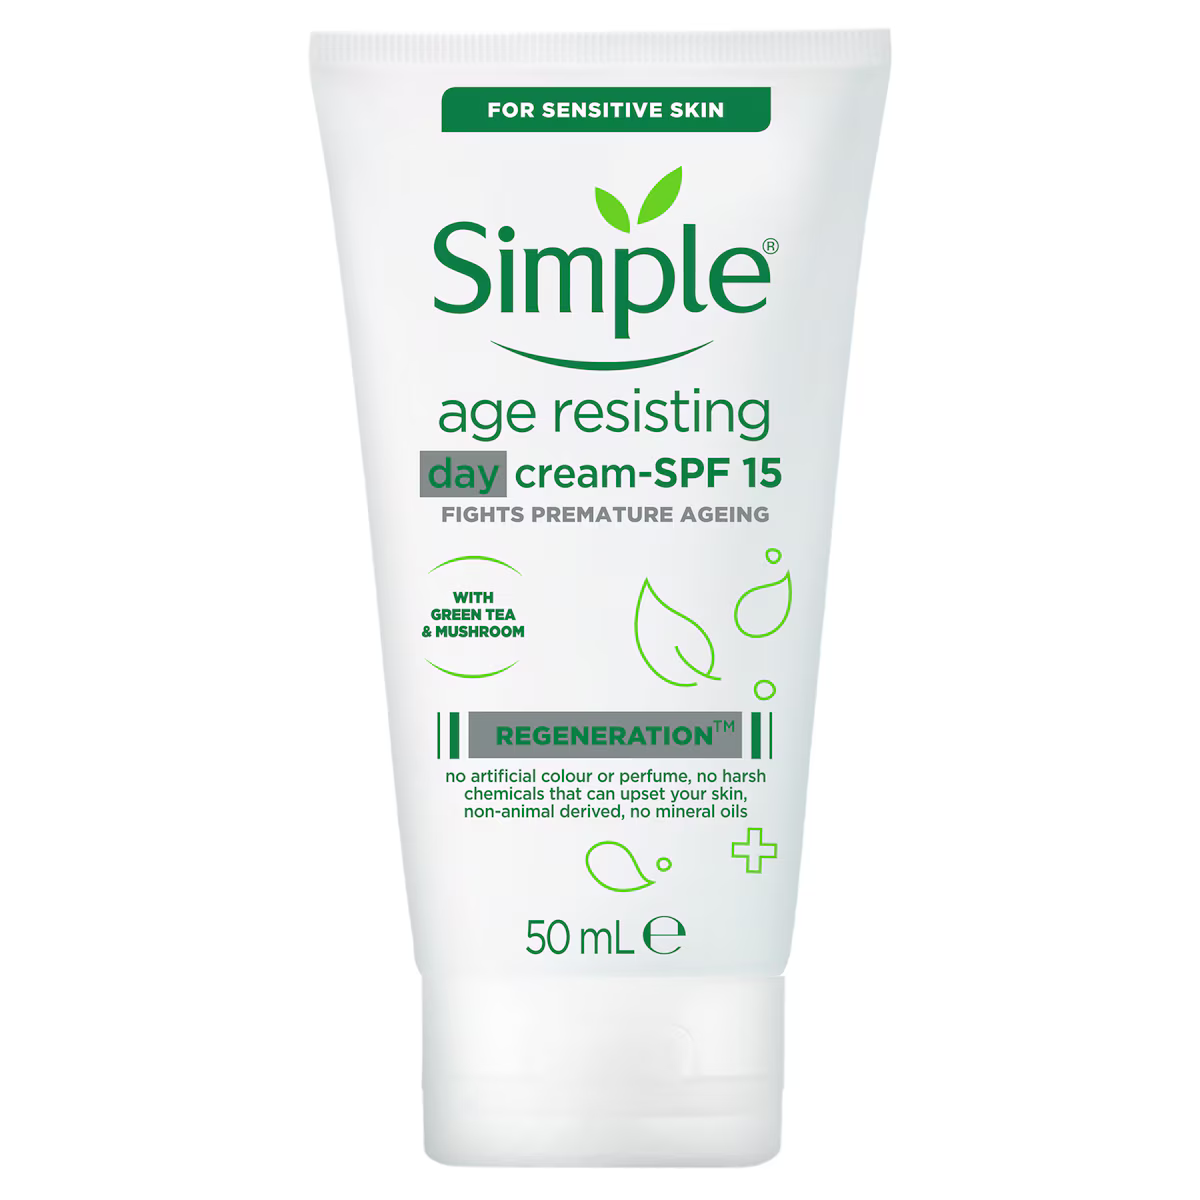 FOR SENSITIVE SKIN
Simple®
age resisting
day cream-SPF 15
FIGHTS PREMATURE AGEING
WITH
GREEN TEA
& MUSHROOM
REGENERATION™
no artificial colour or perfume, no harsh
chemicals that can upset your skin,
non-animal derived, no mineral oils
50 mL ℮